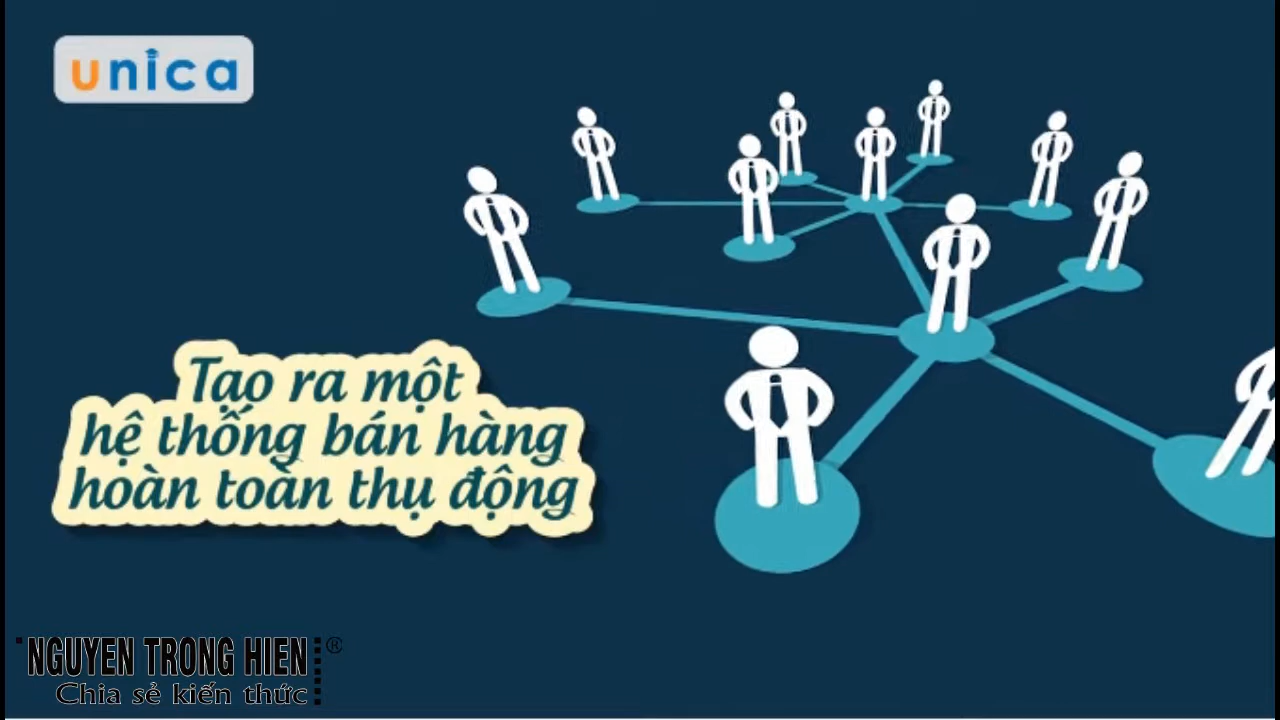 unica
Tạo ra một
hệ thống bán hàng
hoàn toàn thụ động
NGUYEN TRONG HIEN ®
Chia sẻ kiến thức